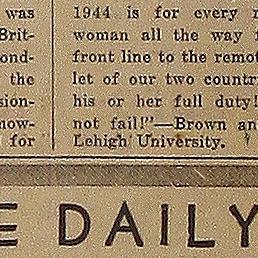 was
Brit-
ond-
the
sion-
now-
for
1944 is for every
woman all the way
front line to the remo
let of our two countr
his or her full duty!
not fail!"—Brown an
Lehigh University.
E DAILY